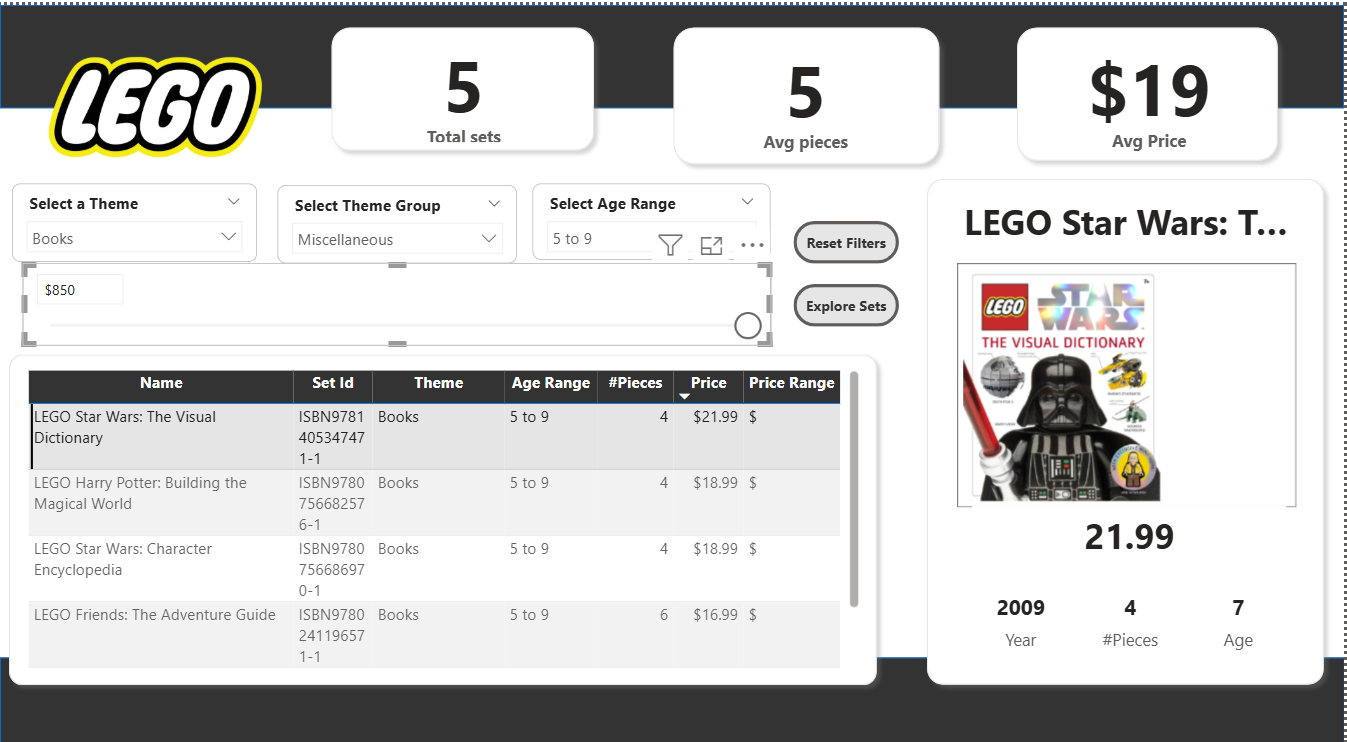 LEGO
5
Total sets
5
Avg pieces
$19
Avg Price
Select a Theme
Books
Select Theme Group
Miscellaneous
Select Age Range
5 to 9
Reset Filters
$850
Explore Sets
Name Set Id Theme Age Range #Pieces Price Price Range
LEGO Star Wars: The Visual Dictionary ISBN9781405347471-1 Books 5 to 9 4 $21.99 $
LEGO Harry Potter: Building the Magical World ISBN9780756682576-1 Books 5 to 9 4 $18.99 $
LEGO Star Wars: Character Encyclopedia ISBN9780756686970-1 Books 5 to 9 4 $18.99 $
LEGO Friends: The Adventure Guide ISBN9780241196571-1 Books 5 to 9 6 $16.99 $
LEGO Star Wars: T...
LEGO
STAR
WARS
THE VISUAL DICTIONARY
21.99
2009 4 7
Year #Pieces Age